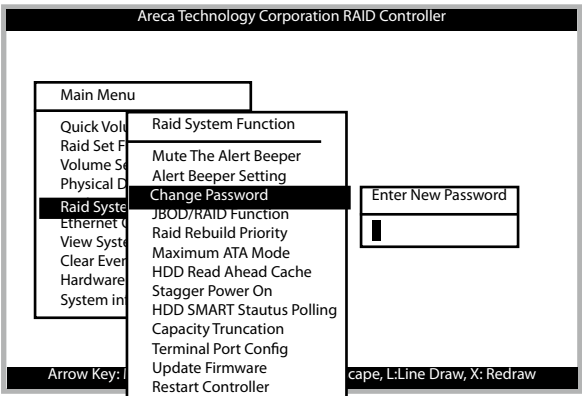 Areca Technology Corporation RAID Controller
Main Menu
Quick Volu
Raid Set F
Volume Se
Physical D
Raid Syste
Ethernet C
View Syste
Clear Even
Hardware
System in
Raid System Function
Mute The Alert Beeper
Alert Beeper Setting
Change Password
JBOD/RAID Function
Raid Rebuild Priority
Maximum ATA Mode
HDD Read Ahead Cache
Stagger Power On
HDD SMART Stautus Polling
Capacity Truncation
Terminal Port Config
Update Firmware
Restart Controller
Enter New Password
Arrow Key: cape, L:Line Draw, X: Redraw